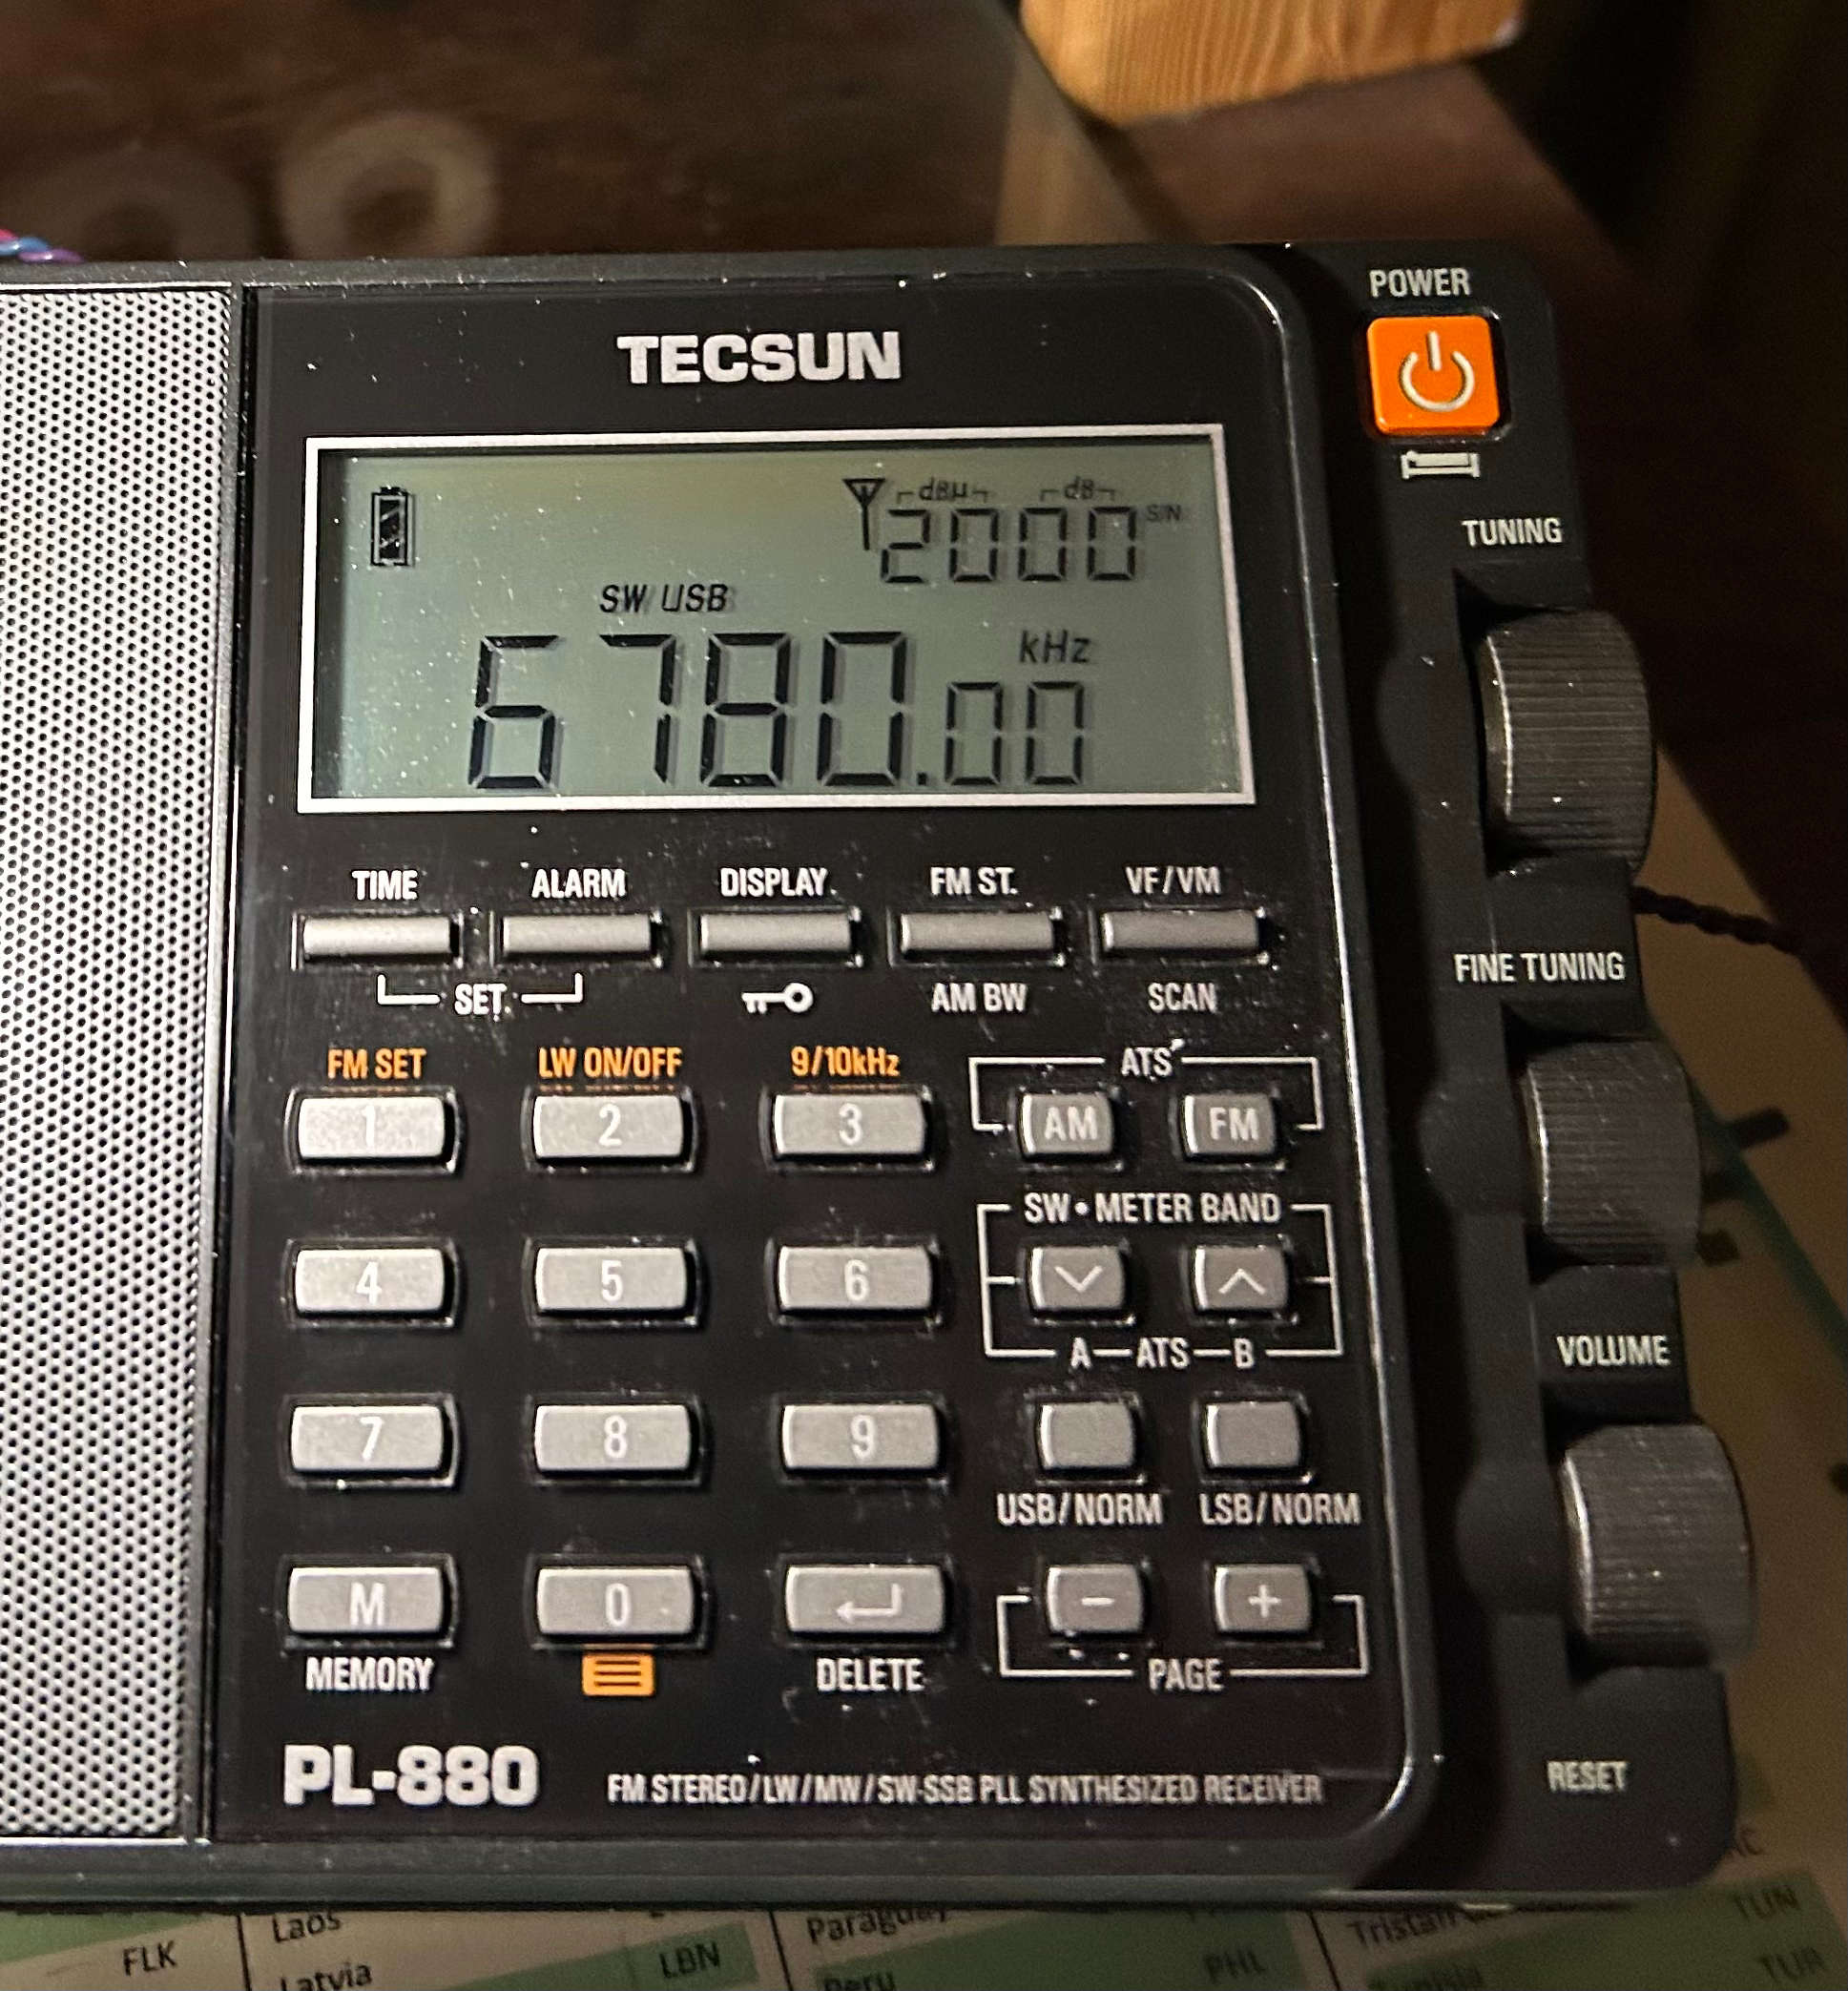 POWER
TECSUN
dBµ dB
2000 S/N
TUNING
SW USB
kHz
6780.00
TIME ALARM DISPLAY FM ST. VF/VM
SET AM BW SCAN
FINE TUNING
FM SET LW ON/OFF 9/10kHz ATS
1 2 3 AM FM
SW • METER BAND
4 5 6
A ATS B
VOLUME
7 8 9
USB/NORM LSB/NORM
M 0 - +
MEMORY DELETE PAGE
PL-880 FM STEREO/LW/MW/SW-SSB PLL SYNTHESIZED RECEIVER
RESET
Laos Paraguay Tristan TUN
FLK Latvia LBN Peru PHL Tunisia TUR